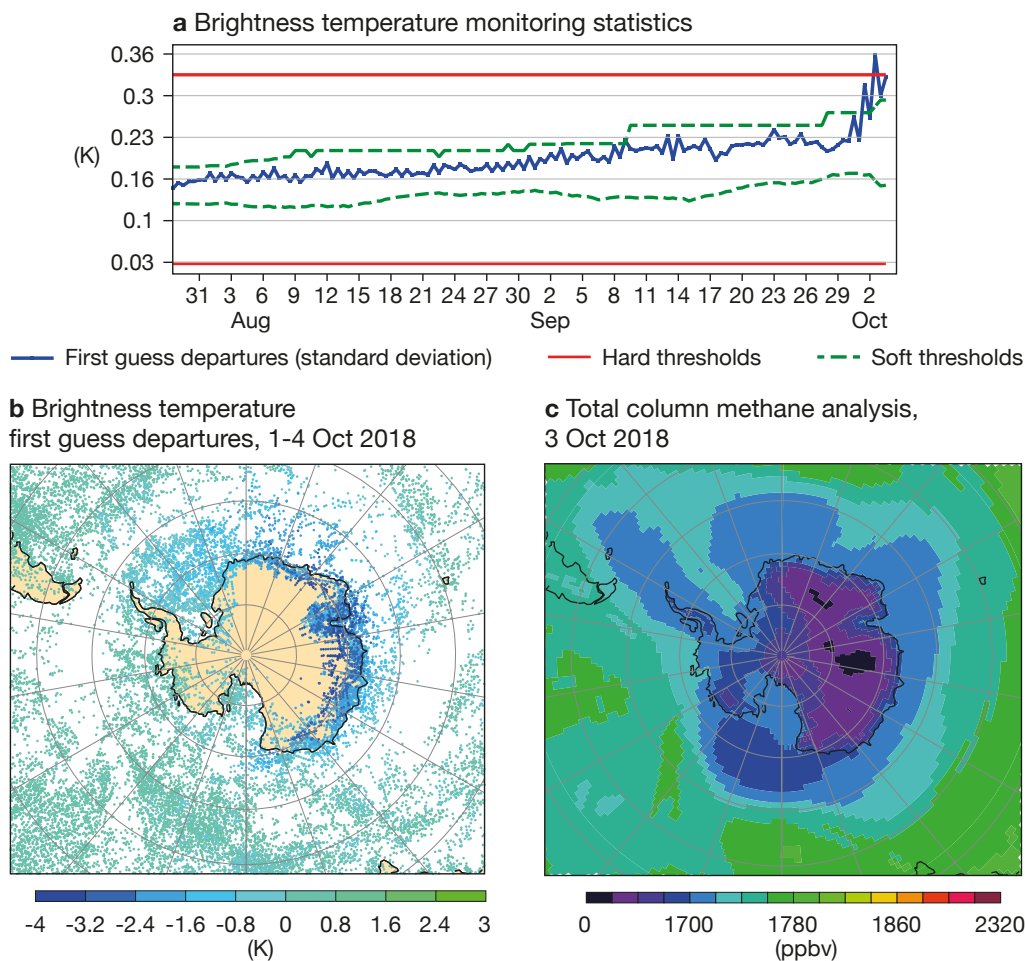 a Brightness temperature monitoring statistics
0.36
0.3
0.23
0.16
0.1
0.03
(K)
31 3 6 9 12 15 18 21 24 27 30 2 5 8 11 14 17 20 23 26 29 2
Aug Sep Oct
First guess departures (standard deviation) Hard thresholds Soft thresholds
b Brightness temperature
first guess departures, 1-4 Oct 2018
c Total column methane analysis,
3 Oct 2018
-4 -3.2 -2.4 -1.6 -0.8 0 0.8 1.6 2.4 3
(K)
0 1700 1780 1860 2320
(ppbv)